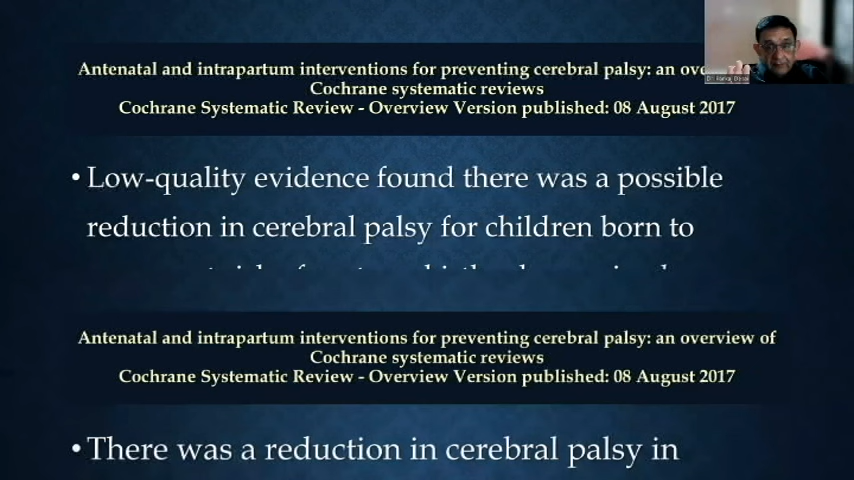 Antenatal and intrapartum interventions for preventing cerebral palsy: an
Cochrane systematic reviews
Cochrane Systematic Review - Overview Version published: 08 August 2017
• Low-quality evidence found there was a possible
reduction in cerebral palsy for children born to
Antenatal and intrapartum interventions for preventing cerebral palsy: an overview of
Cochrane systematic reviews
Cochrane Systematic Review - Overview Version published: 08 August 2017
• There was a reduction in cerebral palsy in